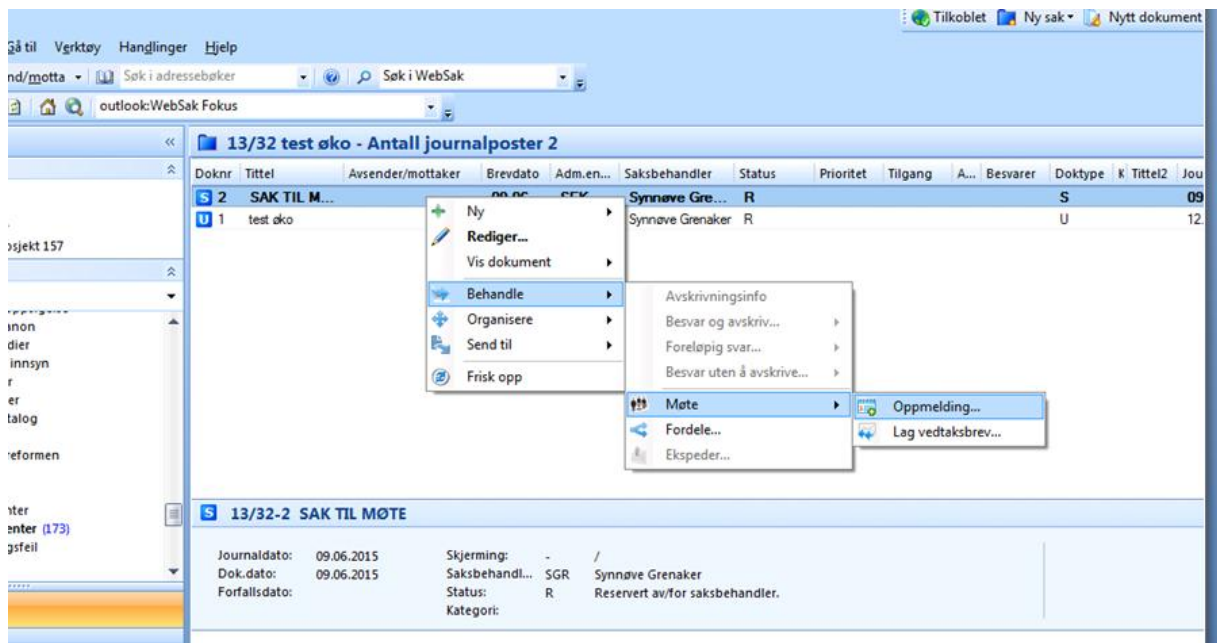 Tilkoblet Ny sak Nytt dokument
Gå til Verktøy Handlinger Hjelp
nd/motta Søk i adressebøker Søk i WebSak
outlook:WebSak Fokus
13/32 test øko - Antall journalposter 2
Doknr Tittel Avsender/mottaker Brevdato Adm.en... Saksbehandler Status Prioritet Tilgang A... Besvarer Doktype K Tittel2 Jou
S 2 SAK TIL M... Synnøve Gre... R S 09
U 1 test øko Synnøve Grenaker R U 12.
osjekt 157
anon
dier
innsyn
r
er
talog
reformen
nter
enter (173)
gsfeil
Ny
Rediger...
Vis dokument
Behandle
Organisere
Send til
Frisk opp
Avskrivningsinfo
Besvar og avskriv...
Foreløpig svar...
Besvar uten å avskrive...
Møte
Fordele...
Ekspeder...
Oppmelding...
Lag vedtaksbrev...
S 13/32-2 SAK TIL MØTE
Journaldato: 09.06.2015 Skjerming: - /
Dok.dato: 09.06.2015 Saksbehandl... SGR Synnøve Grenaker
Forfallsdato: Status: R Reservert av/for saksbehandler.
Kategori: